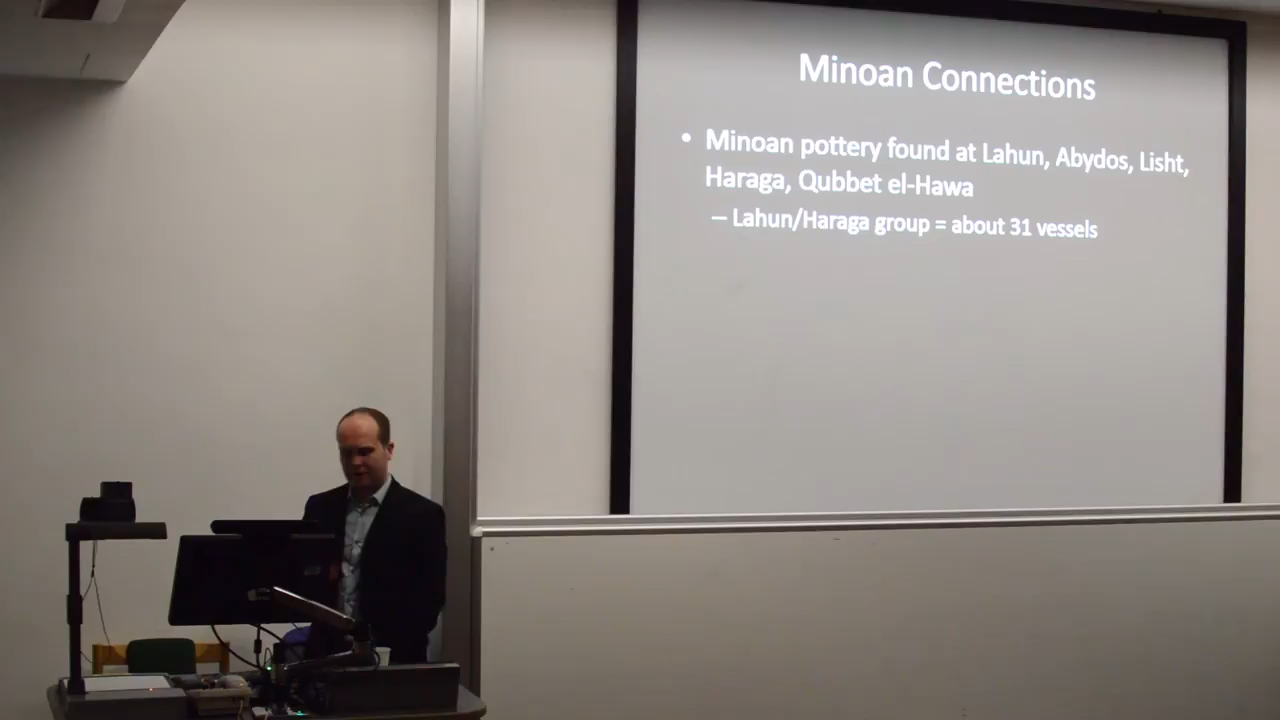 Minoan Connections
• Minoan pottery found at Lahun, Abydos, Lisht,
Haraga, Qubbet el-Hawa
– Lahun/Haraga group = about 31 vessels